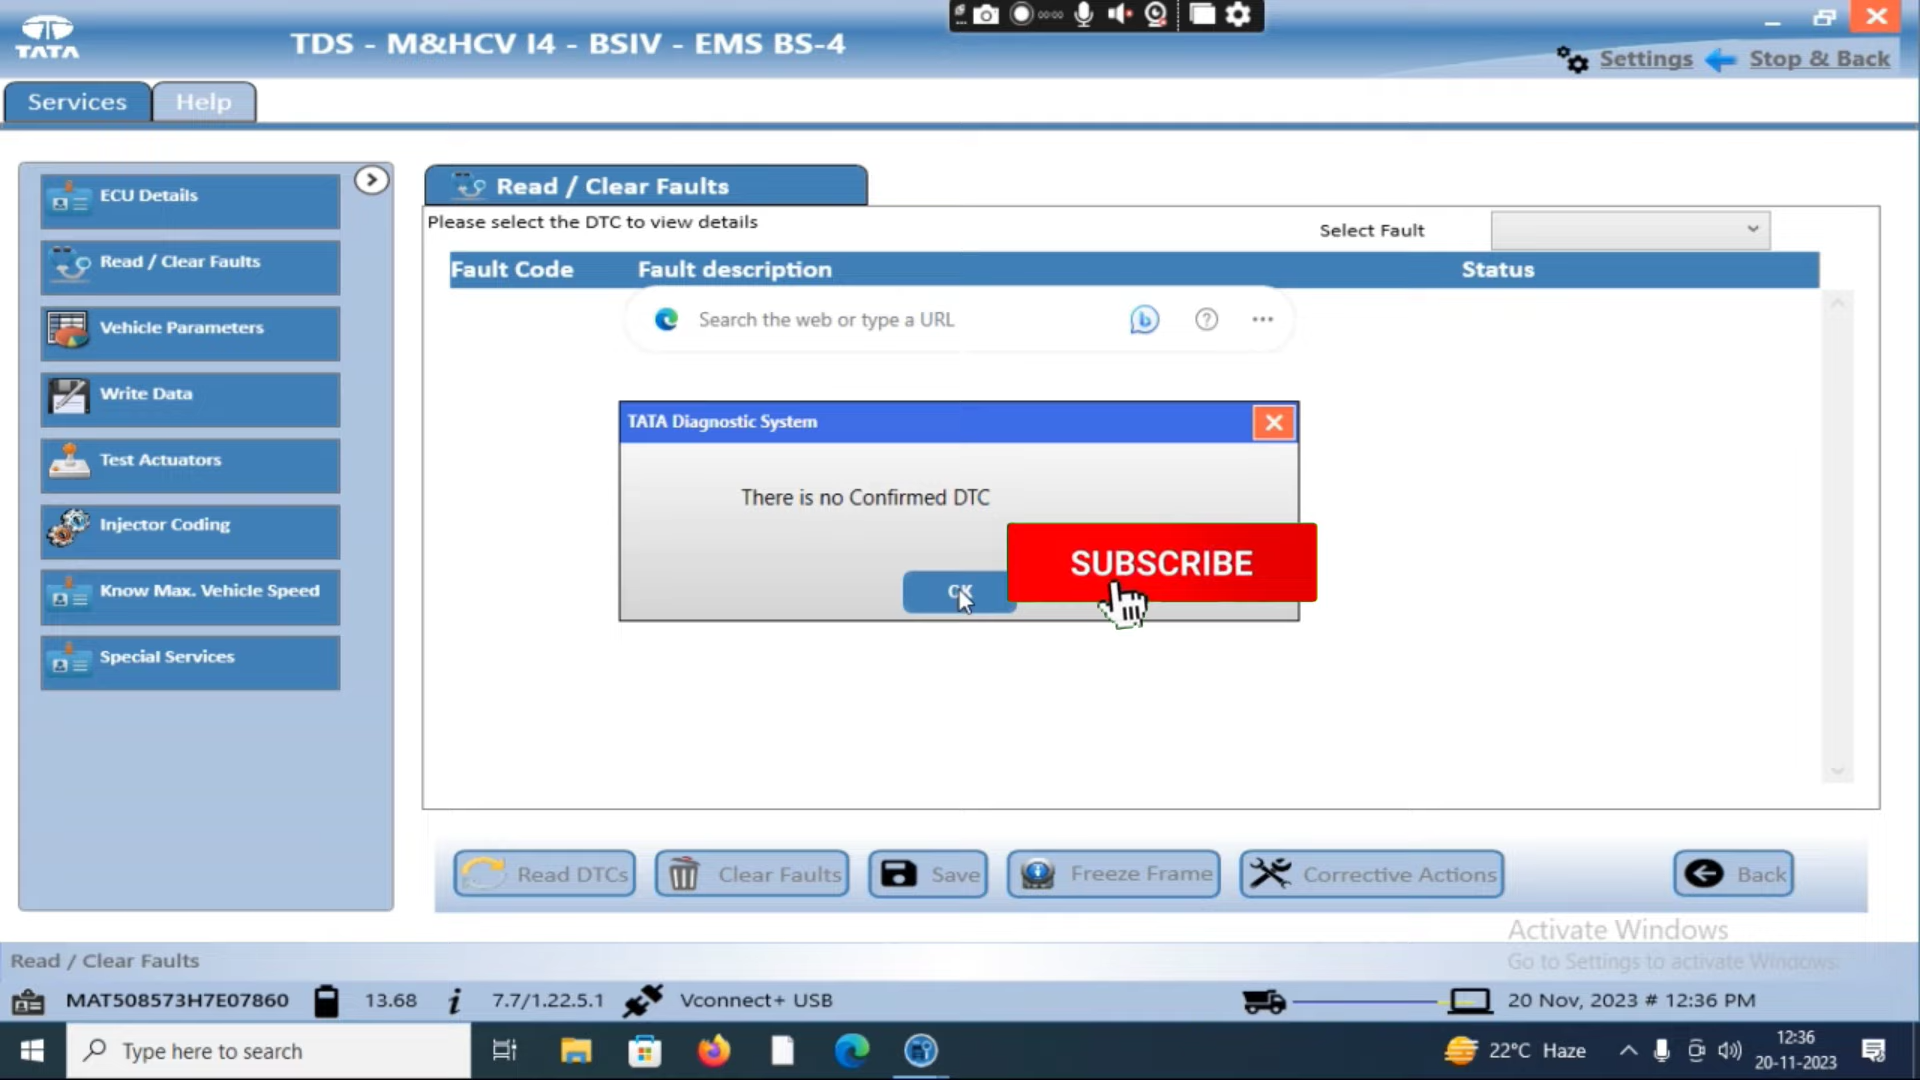 TATA
TDS - M&HCV I4 - BSIV - EMS BS-4
00:00
Settings
Stop & Back
Services
Help
ECU Details
Read / Clear Faults
Vehicle Parameters
Write Data
Test Actuators
Injector Coding
Know Max. Vehicle Speed
Special Services
Read / Clear Faults
Please select the DTC to view details
Select Fault
Fault Code Fault description Status
Search the web or type a URL
TATA Diagnostic System
There is no Confirmed DTC
OK
SUBSCRIBE
Read DTCs
Clear Faults
Save
Freeze Frame
Corrective Actions
Back
Activate Windows
Go to Settings to activate Windows.
Read / Clear Faults
MAT508573H7E07860 13.68 7.7/1.22.5.1 Vconnect+ USB 20 Nov, 2023 # 12:36 PM
Type here to search
22°C Haze
12:36
20-11-2023